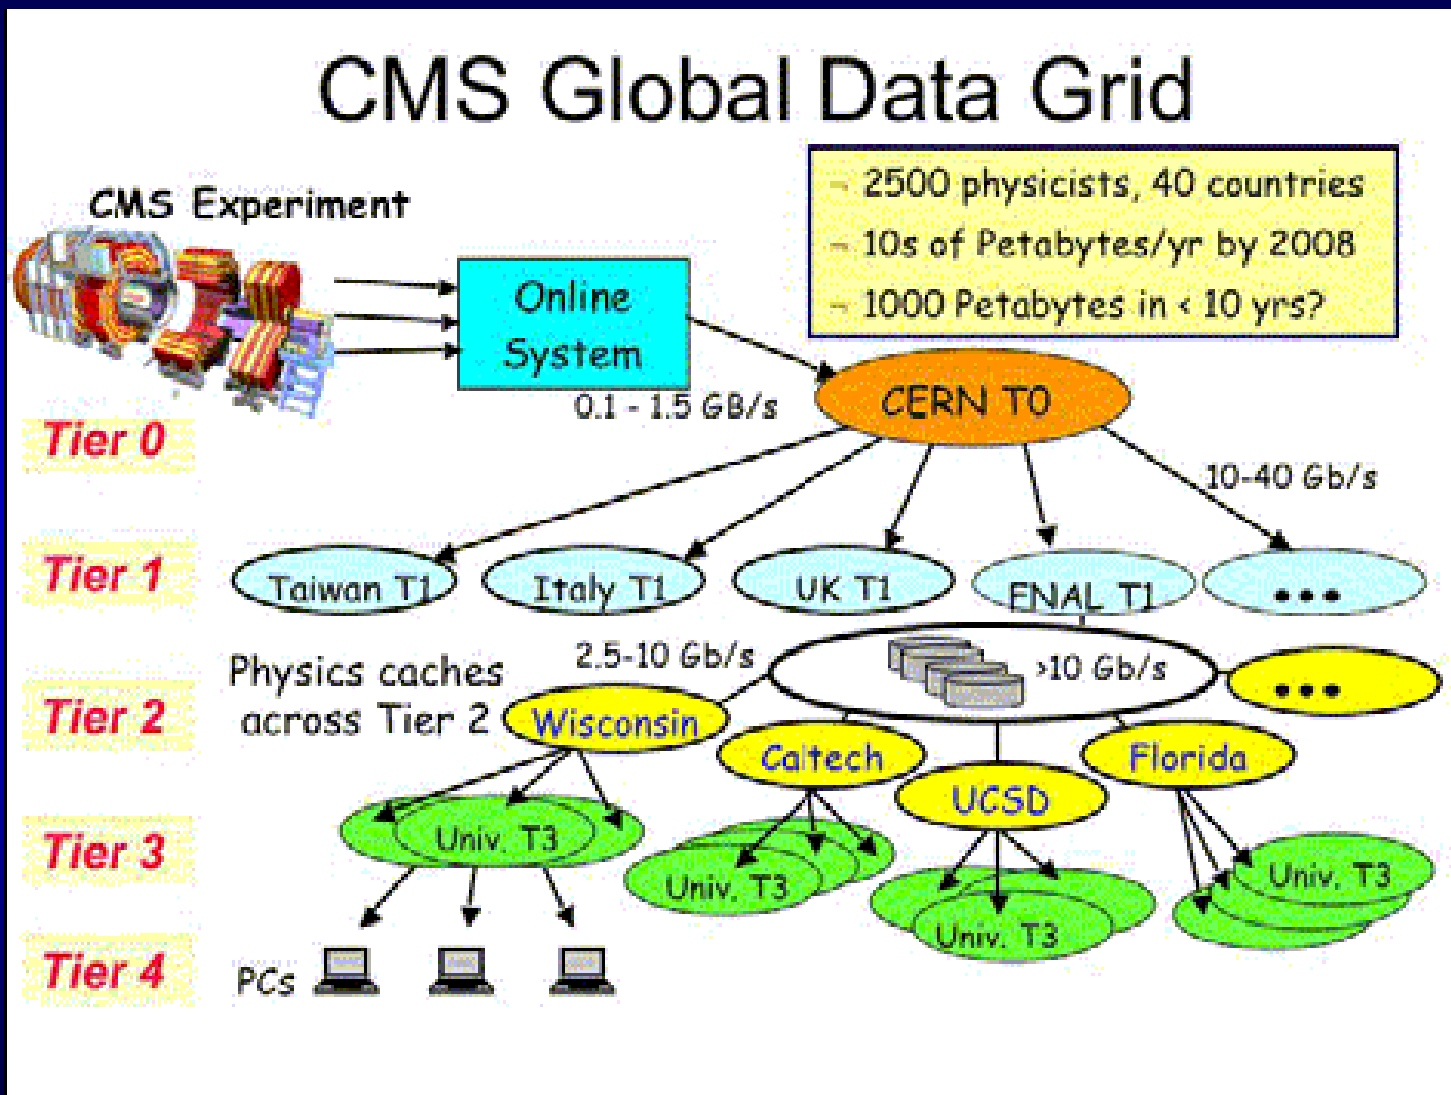 CMS Global Data Grid
CMS Experiment
¬ 2500 physicists, 40 countries
¬ 10s of Petabytes/yr by 2008
¬ 1000 Petabytes in < 10 yrs?
Online
System
0.1 - 1.5 GB/s
CERN T0
Tier 0
10-40 Gb/s
Tier 1
Taiwan T1
Italy T1
UK T1
FNAL T1
•••
Physics caches
across Tier 2
2.5-10 Gb/s
>10 Gb/s
•••
Tier 2
Wisconsin
Caltech
UCSD
Florida
Tier 3
Univ. T3
Univ. T3
Univ. T3
Univ. T3
Tier 4
PCs